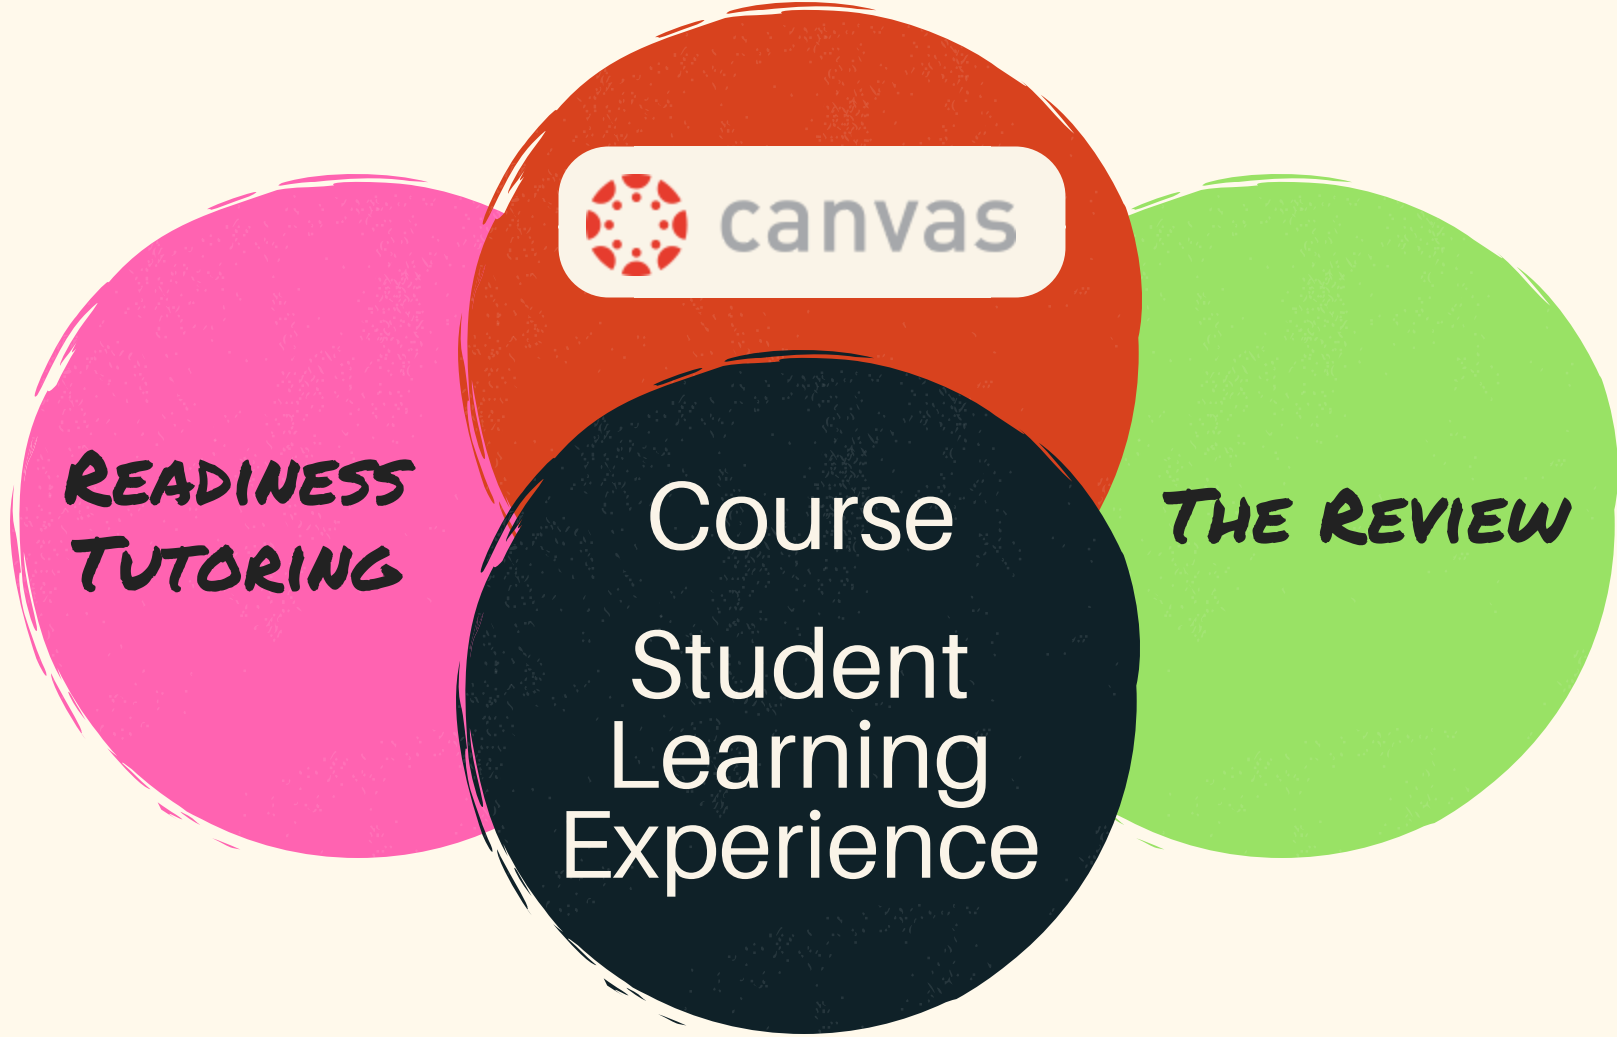 canvas
READINESS
TUTORING
Course
Student
Learning
Experience
THE REVIEW